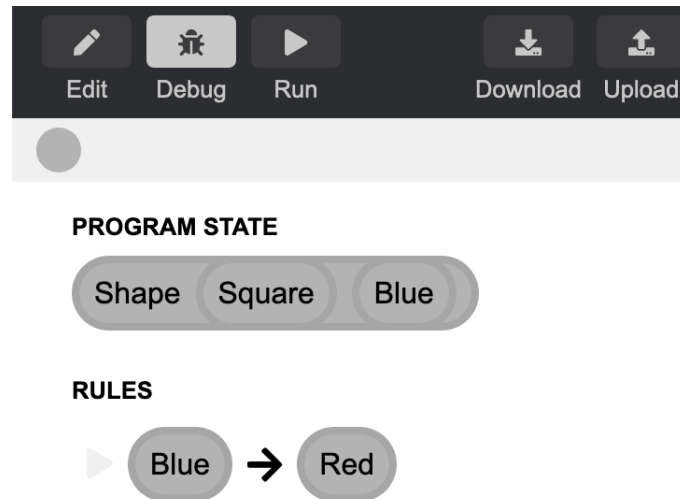 Edit Debug Run Download Upload
PROGRAM STATE
Shape Square Blue
RULES
Blue → Red